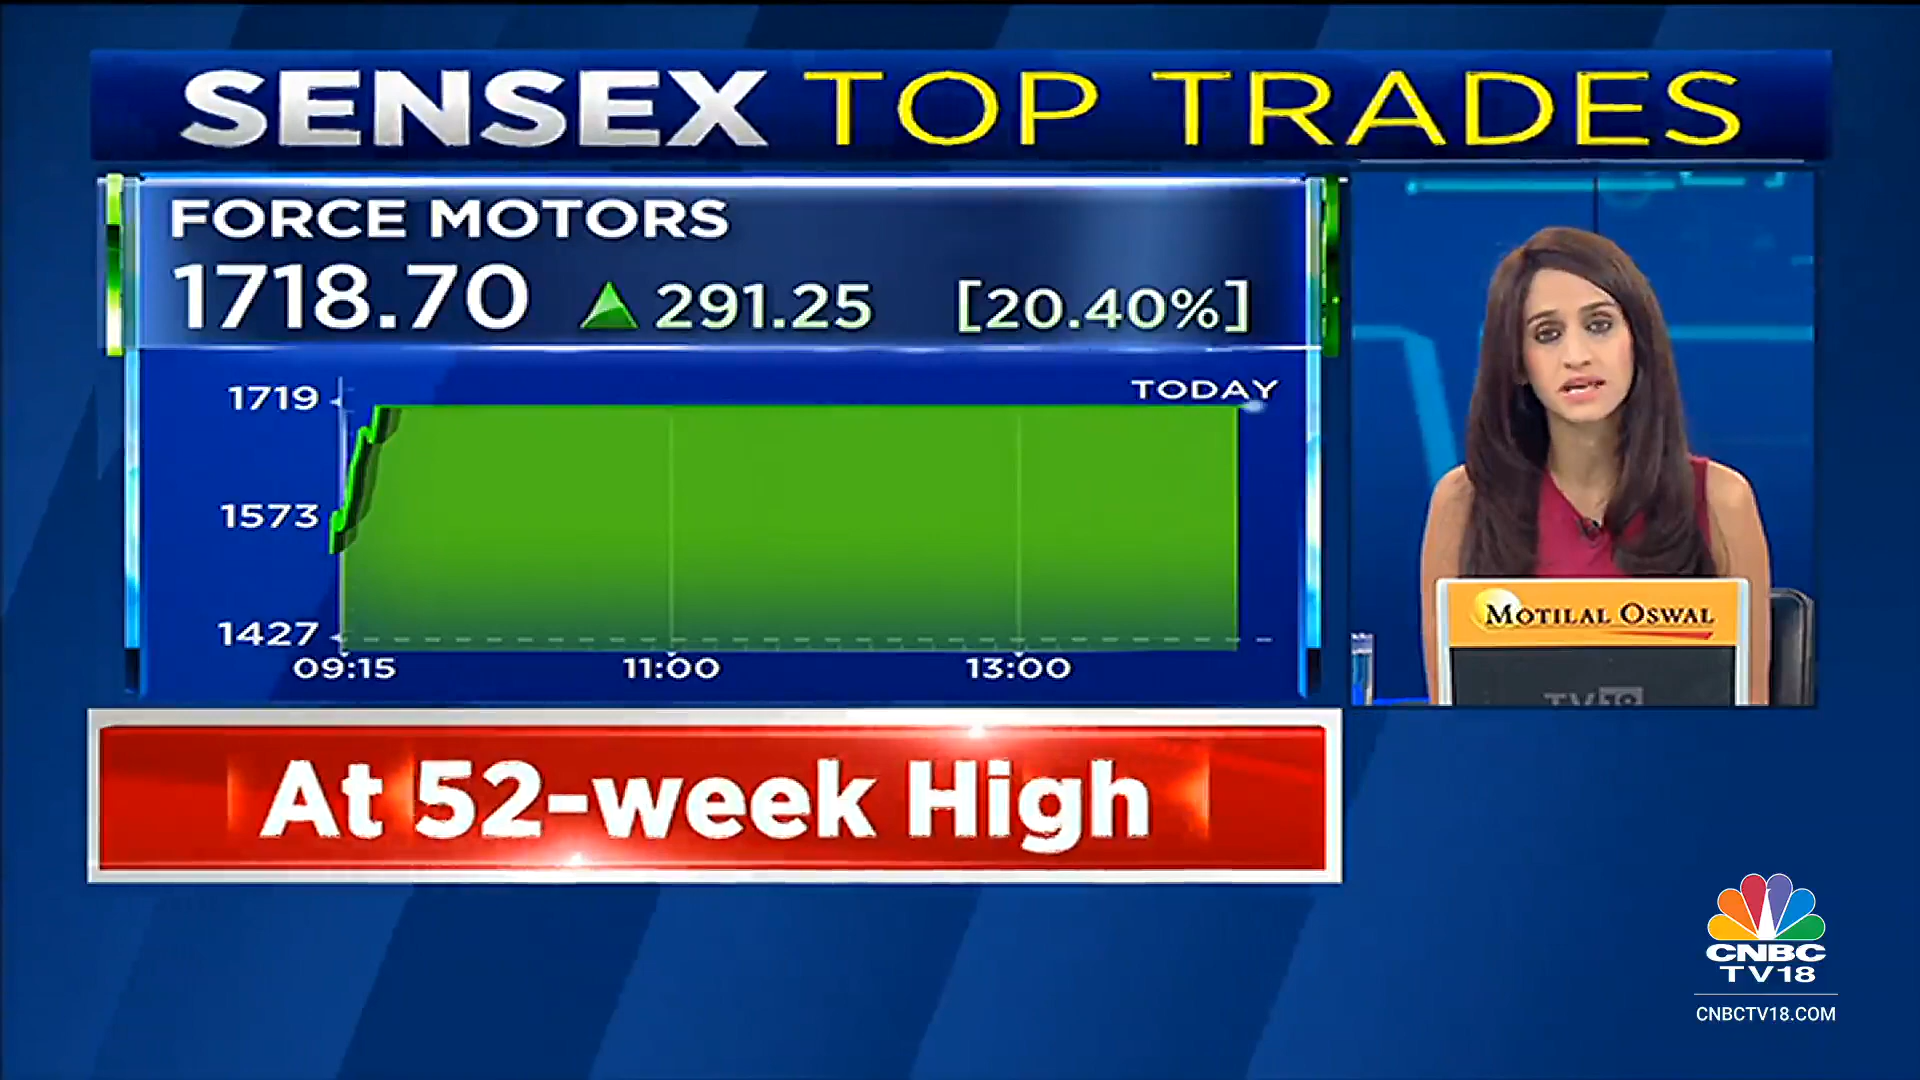 SENSEX TOP TRADES
FORCE MOTORS
1718.70 ▲ 291.25 [20.40%]
TODAY
1719
1573
1427
09:15 11:00 13:00
MOTILAL OSWAL
TV18
At 52-week High
CNBC
TV18
CNBCTV18.COM